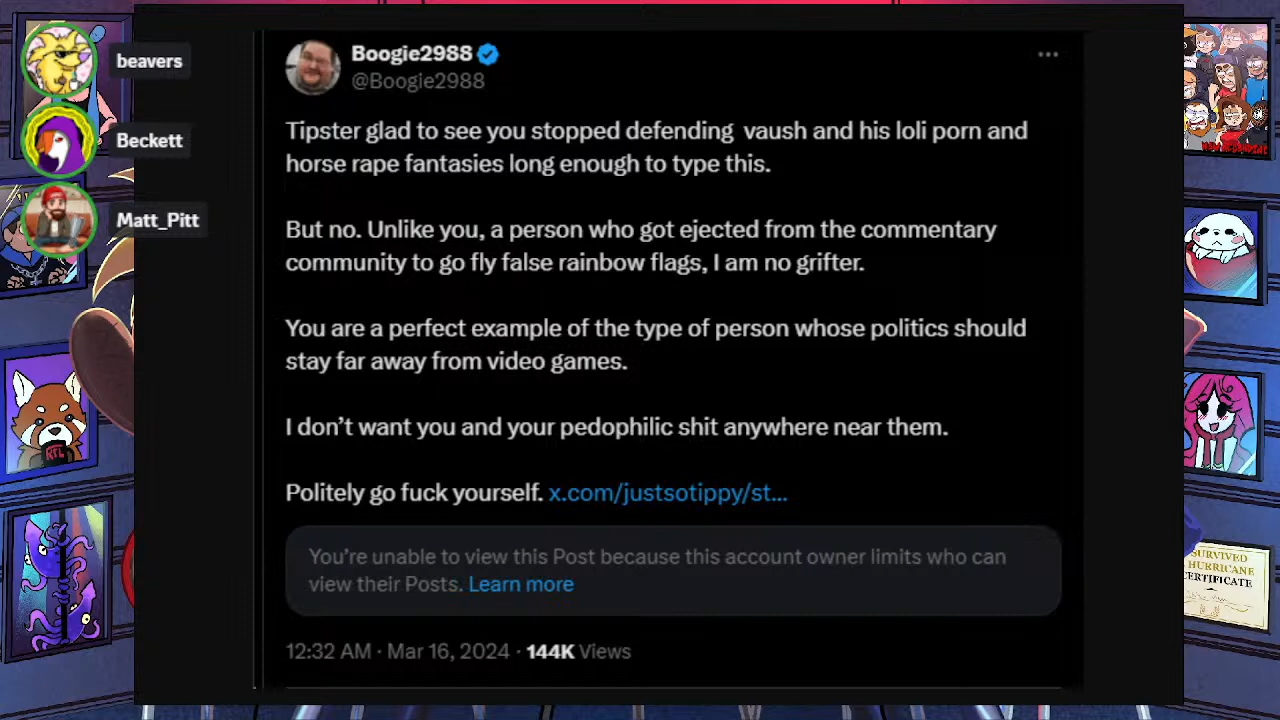 beavers
Beckett
Matt_Pitt
Boogie2988
@Boogie2988
Tipster glad to see you stopped defending vaush and his loli porn and
horse rape fantasies long enough to type this.
But no. Unlike you, a person who got ejected from the commentary
community to go fly false rainbow flags, I am no grifter.
You are a perfect example of the type of person whose politics should
stay far away from video games.
I don’t want you and your pedophilic shit anywhere near them.
Politely go fuck yourself. x.com/justsotippy/st...
You’re unable to view this Post because this account owner limits who can
view their Posts. Learn more
12:32 AM · Mar 16, 2024 · 144K Views
RTL
SURVIVED
HURRICANE
CERTIFICATE